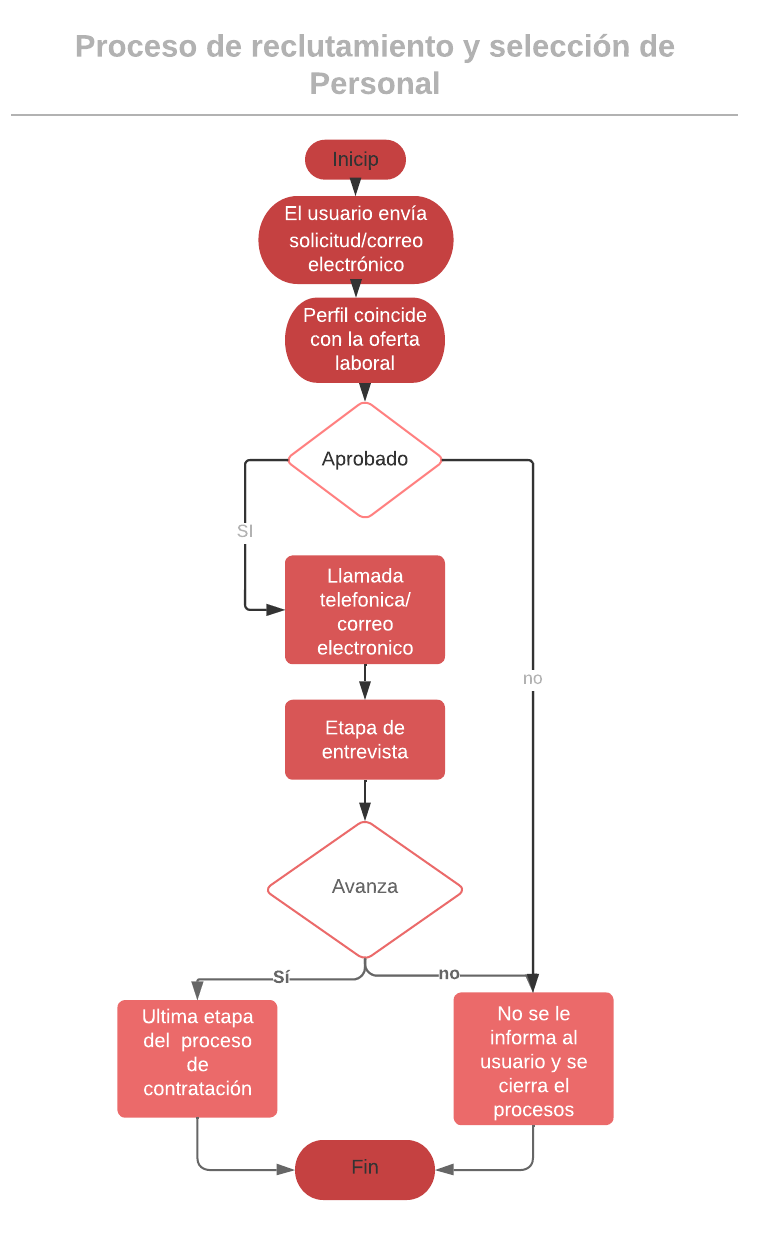 Proceso de reclutamiento y selección de
Personal
Inicip
El usuario envía
solicitud/correo
electrónico
Perfil coincide
con la oferta
laboral
Aprobado
SI
Llamada
telefonica/
correo
electronico
no
Etapa de
entrevista
Avanza
Sí
no
Ultima etapa
del proceso
de
contratación
No se le
informa al
usuario y se
cierra el
procesos
Fin